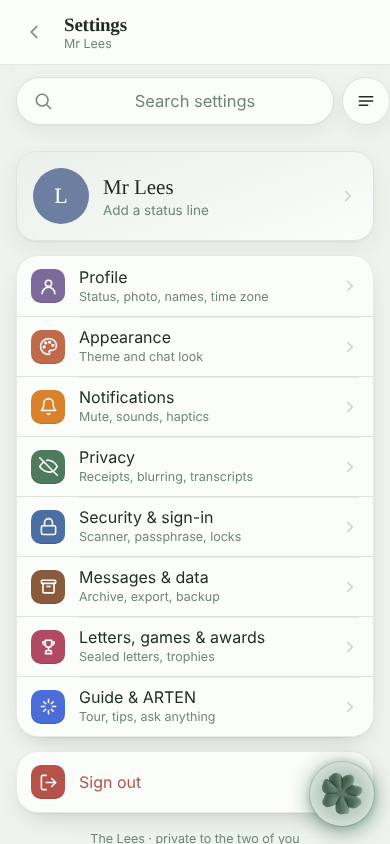 Settings
Mr Lees
Search settings
L
Mr Lees
Add a status line
Profile
Status, photo, names, time zone
Appearance
Theme and chat look
Notifications
Mute, sounds, haptics
Privacy
Receipts, blurring, transcripts
Security & sign-in
Scanner, passphrase, locks
Messages & data
Archive, export, backup
Letters, games & awards
Sealed letters, trophies
Guide & ARTEN
Tour, tips, ask anything
Sign out
The Lees · private to the two of you